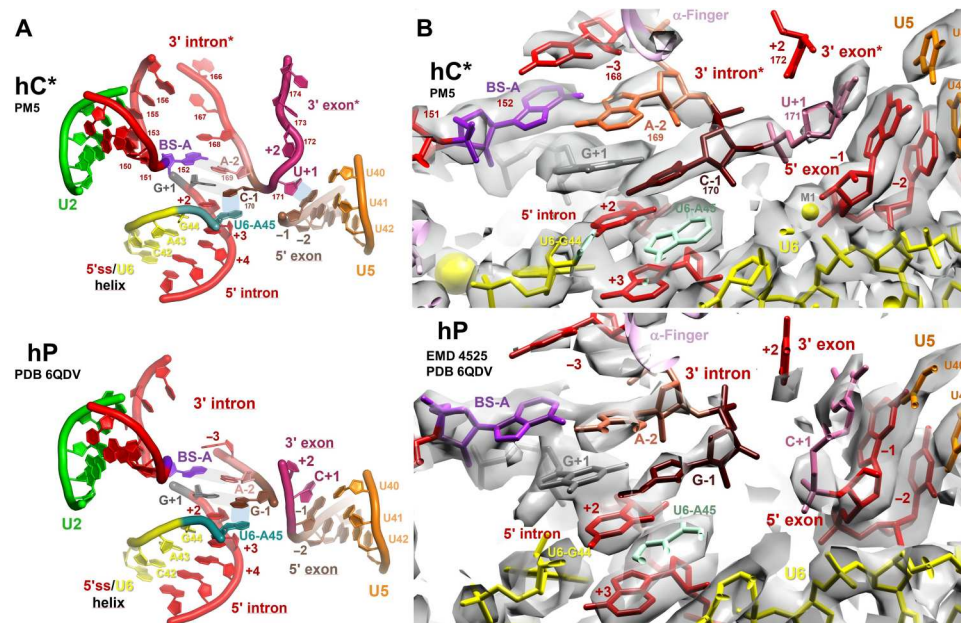 A
hC*
PM5
3' intron*
166
156
155
153
150
151
167
168
BS-A
152
A-2
169
G+1
+2
C-1
170
174
3' exon*
173
172
+2
U+1
171
U40
U41
U42
U5
−1
−2
5' exon
U2
U6-A45
G44
A43
C42
+3
+4
5'ss/U6
helix
5' intron
B
hC*
PM5
α-Finger
−3
168
3' intron*
+2
172
3' exon*
U5
151
BS-A
152
A-2
169
U+1
171
G+1
C-1
170
5' exon
−1
−2
M1
5' intron
+2
U6-A45
U6-G44
U6
+3
hP
PDB 6QDV
3' intron
−3
BS-A
G+1
A-2
G-1
+2
3' exon
+2
C+1
−1
−2
5' exon
U40
U41
U42
U5
U2
U6-A45
G44
A43
C42
+3
+4
5'ss/U6
helix
5' intron
hP
EMD 4525
PDB 6QDV
α-Finger
−3
3' intron
+2
3' exon
U5
BS-A
A-2
C+1
G+1
G-1
−1
−2
+2
U6-A45
5' intron
5' exon
U6-G44
U6
+3